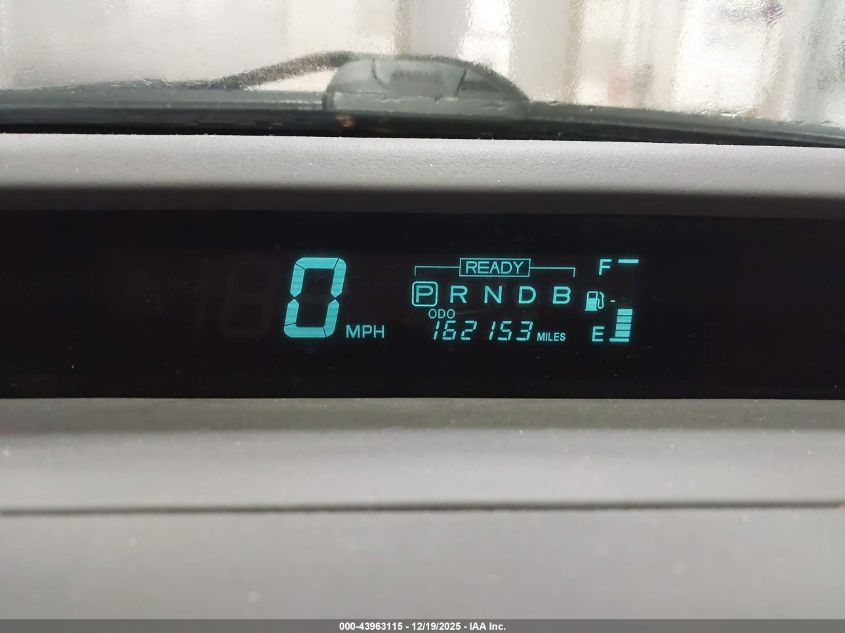 READY
F
P R N D B
0 MPH
ODO
162153 MILES
E
000-43963115 - 12/19/2025 - IAA Inc.